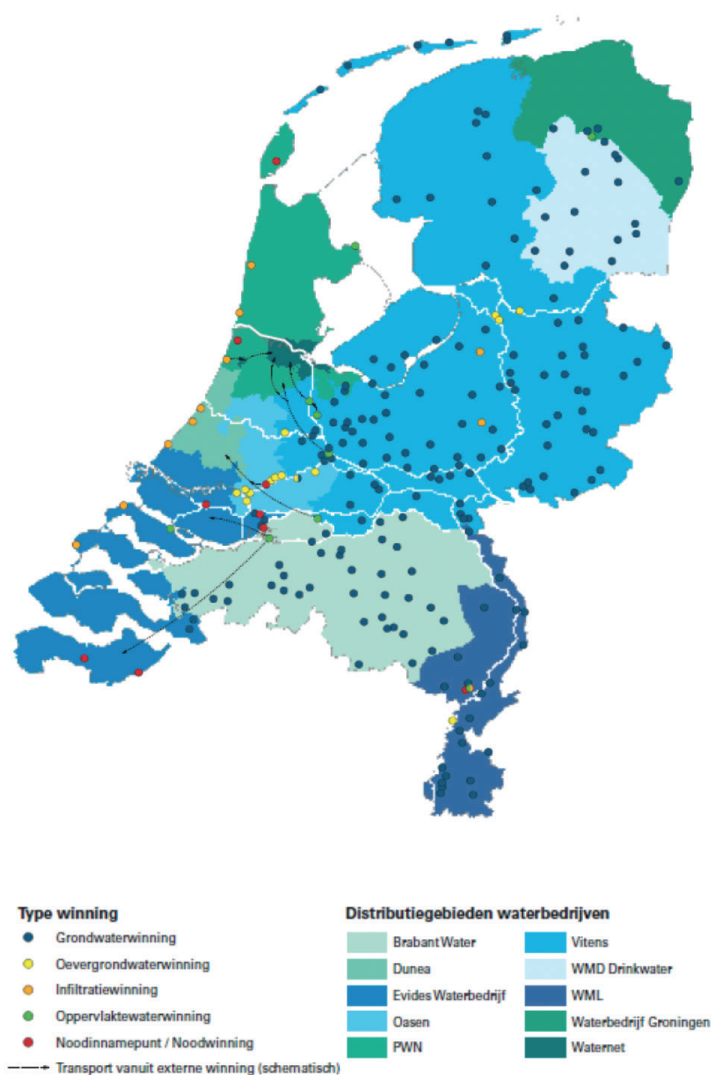 Type winning
Grondwaterwinning
Oevergrondwaterwinning
Infiltratiewinning
Oppervlaktewaterwinning
Noodinnamepunt / Noodwinning
Transport vanuit externe winning (schematisch)
Distributiegebieden waterbedrijven
Brabant Water
Dunea
Evides Waterbedrijf
Oasen
PWN
Vitens
WMD Drinkwater
WML
Waterbedrijf Groningen
Waternet